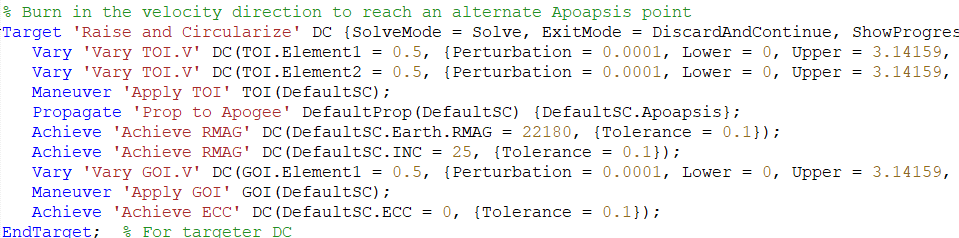 % Burn in the velocity direction to reach an alternate Apoapsis point
Target 'Raise and Circularize' DC {SolveMode = Solve, ExitMode = DiscardAndContinue, ShowProgres
Vary 'Vary TOI.V' DC(TOI.Element1 = 0.5, {Perturbation = 0.0001, Lower = 0, Upper = 3.14159,
Vary 'Vary TOI.V' DC(TOI.Element2 = 0.5, {Perturbation = 0.0001, Lower = 0, Upper = 3.14159,
Maneuver 'Apply TOI' TOI(DefaultSC);
Propagate 'Prop to Apogee' DefaultProp(DefaultSC) {DefaultSC.Apoapsis};
Achieve 'Achieve RMAG' DC(DefaultSC.Earth.RMAG = 22180, {Tolerance = 0.1});
Achieve 'Achieve RMAG' DC(DefaultSC.INC = 25, {Tolerance = 0.1});
Vary 'Vary GOI.V' DC(GOI.Element1 = 0.5, {Perturbation = 0.0001, Lower = 0, Upper = 3.14159,
Maneuver 'Apply GOI' GOI(DefaultSC);
Achieve 'Achieve ECC' DC(DefaultSC.ECC = 0, {Tolerance = 0.1});
EndTarget;  % For targeter DC